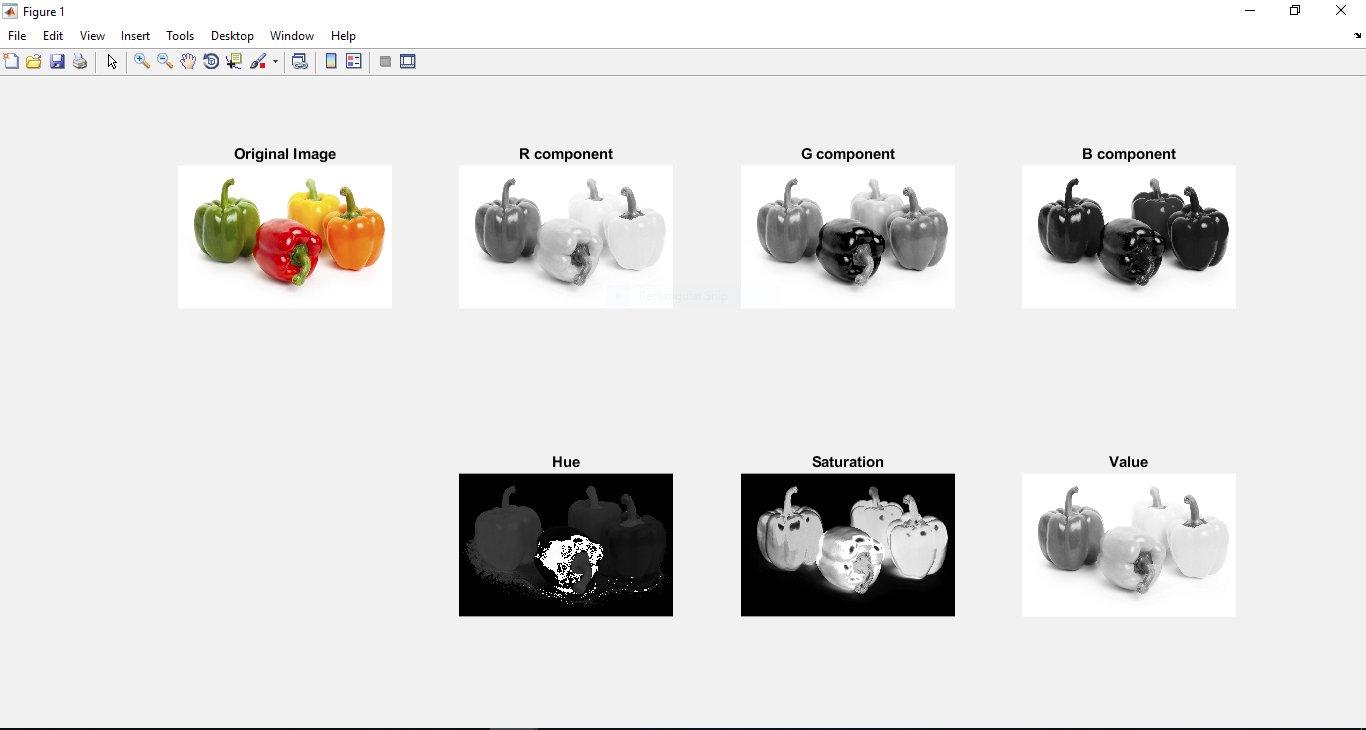 Figure 1
File Edit View Insert Tools Desktop Window Help
Original Image R component G component B component
Hue Saturation Value